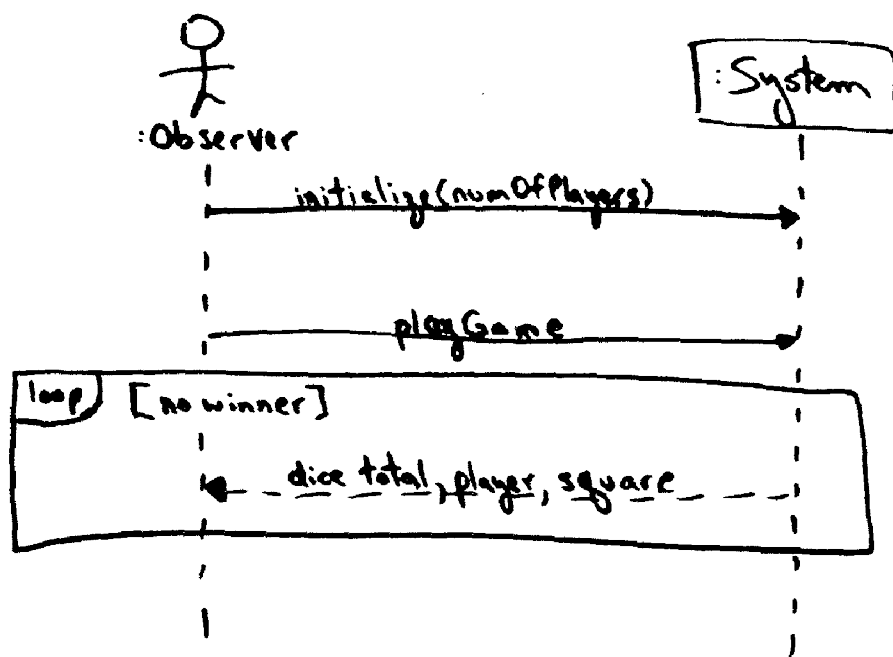 :Observer
:System
initialize(numOfPlayers)
playGame
loop
[no winner]
dice total, player, square